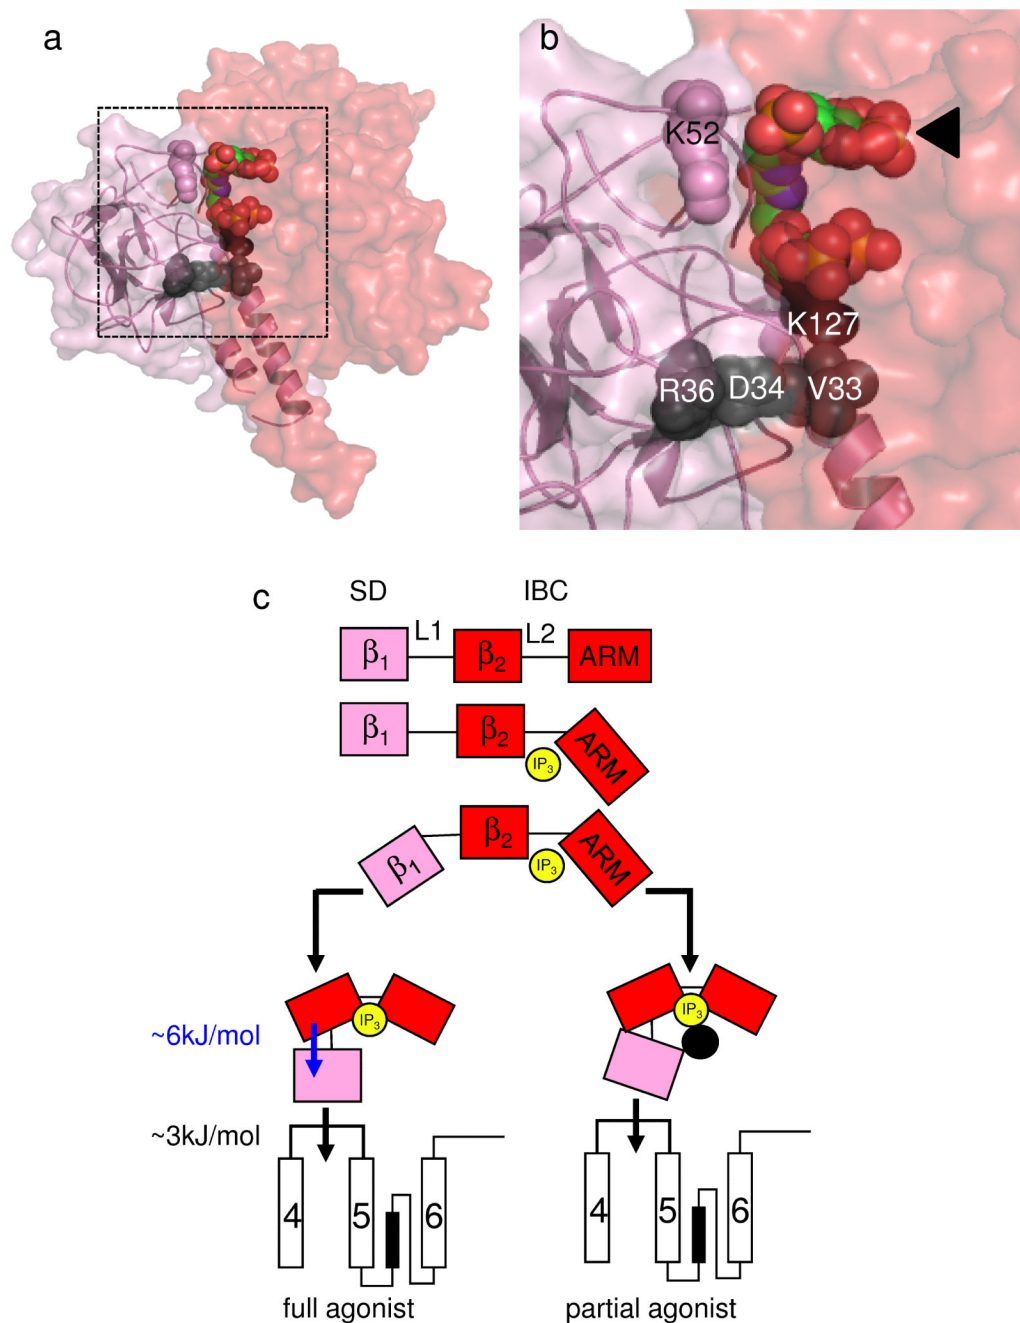 a
b
K52
K127
R36 D34 V33
c
SD IBC
L1 L2
β1 β2 ARM
β1 β2 ARM
IP3
β1 β2 ARM
IP3
IP3 IP3
~6kJ/mol
~3kJ/mol
4 5 6 4 5 6
full agonist partial agonist